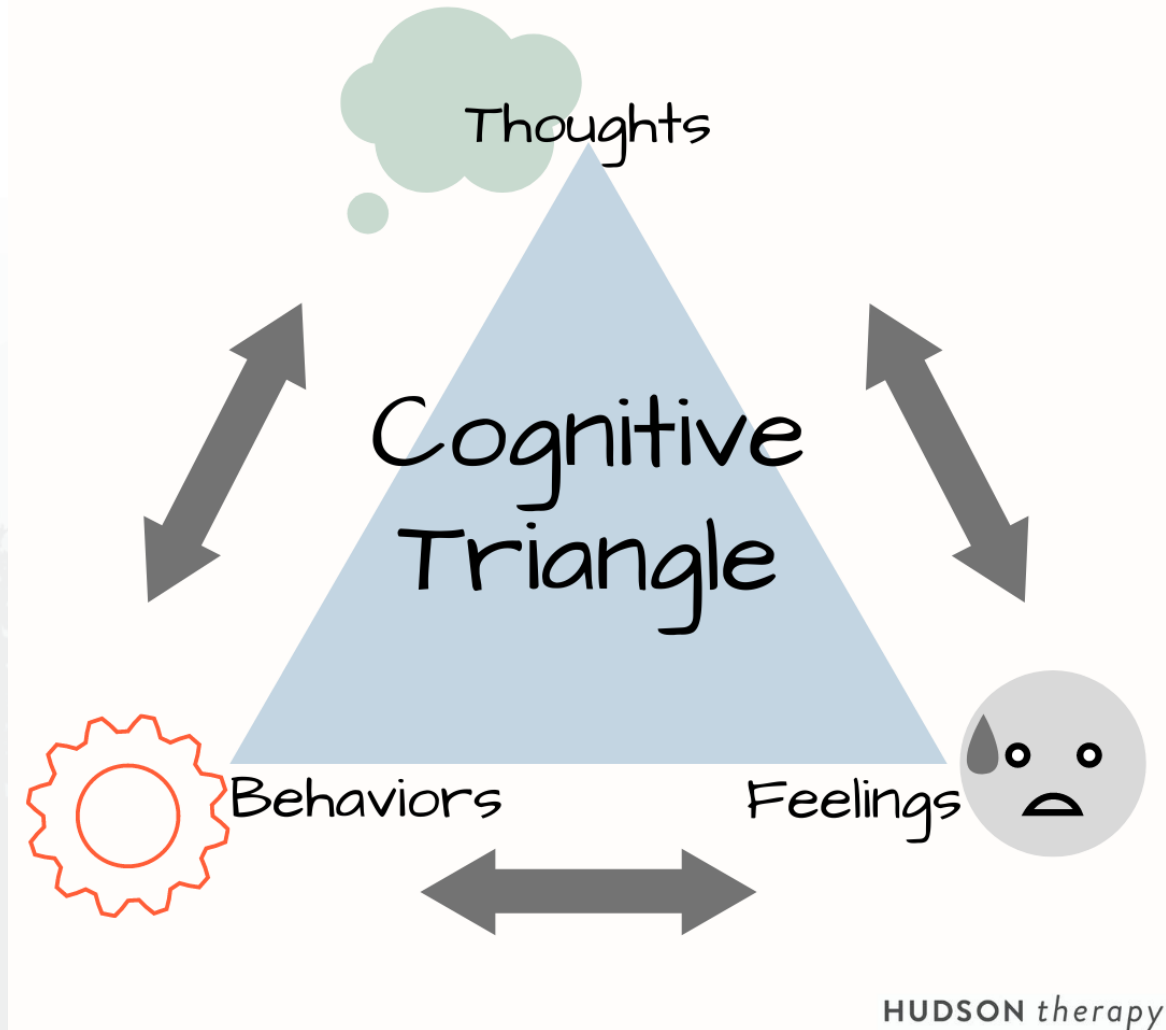 Thoughts
Cognitive
Triangle
Behaviors
Feelings
HUDSON therapy